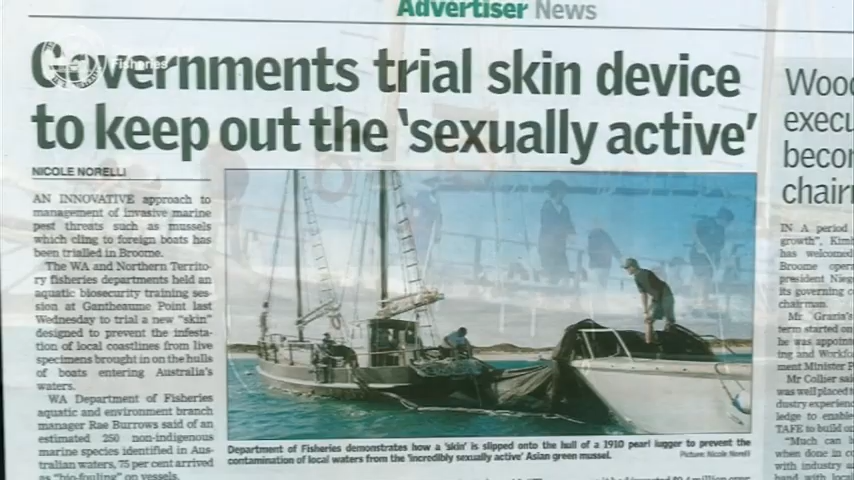 Advertiser News
Fisheries
Governments trial skin device
to keep out the 'sexually active'
NICOLE NORELLI
AN INNOVATIVE approach to
management of invasive marine
pest threats such as mussels
which cling to foreign boats has
been trialled in Broome.
The WA and Northern Territo-
ry fisheries departments held an
aquatic biosecurity training ses-
sion at Gantheaume Point last
Wednesday to trial a new "skin"
designed to prevent the infesta-
tion of local coastlines from live
specimens brought in on the hulls
of boats entering Australia's
waters.
WA Department of Fisheries
aquatic and environment branch
manager Rae Burrows said of an
estimated 250 non-indigenous
marine species identified in Aus-
tralian waters, 75 per cent arrived
as "bio-fouling" on vessels.
Department of Fisheries demonstrates how a 'skin' is slipped onto the hull of a 1910 pearl lugger to prevent the
contamination of local waters from the 'incredibly sexually active' Asian green mussel.
Picture: Nicole Norelli
Wood
execu
becom
chairm
IN A period
growth", Kimb
has welcomed
Broome opera
president
its governing c
chairman.
Mr Grazia's
term started on
he was appoint
ing and Workfo
ment Minister P
Mr Collier said
was well placed t
dustry experienc
ledge to enable
TAFE to build on
"Much can b
when done in co
with industry a
hand with local